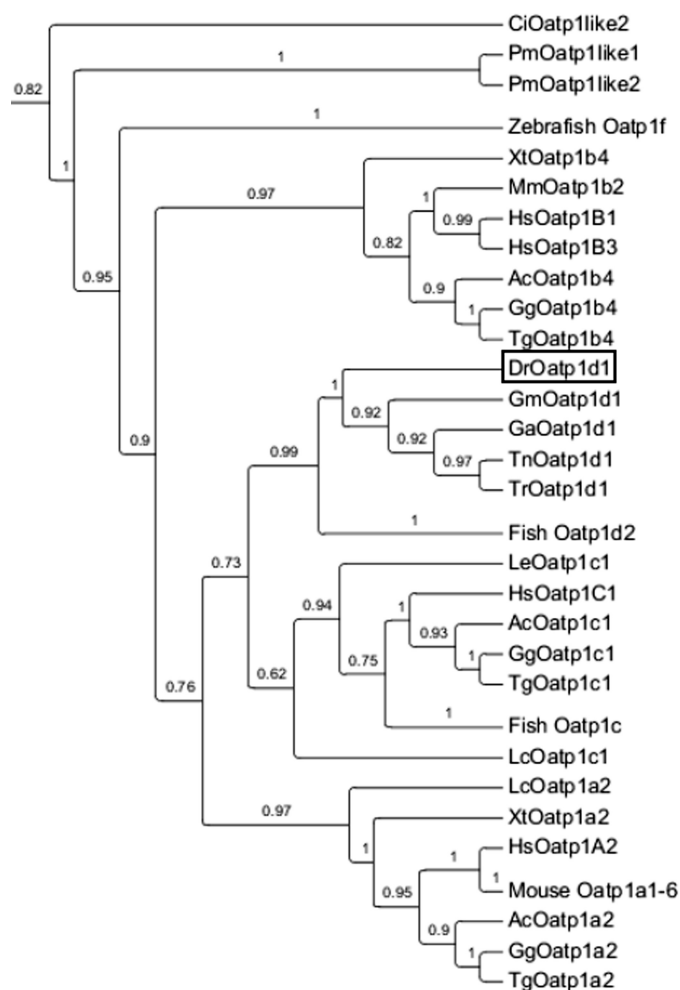 CiOatp1like2
PmOatp1like1
1
PmOatp1like2
0.82
1
Zebrafish Oatp1f
1
XtOatp1b4
0.97
MmOatp1b2
1
HsOatp1B1
0.99
HsOatp1B3
0.82
AcOatp1b4
0.95
0.9
GgOatp1b4
1
TgOatp1b4
DrOatp1d1
1
GmOatp1d1
0.92
GaOatp1d1
0.9
0.92
0.99
TnOatp1d1
0.97
TrOatp1d1
1
Fish Oatp1d2
0.73
LeOatp1c1
HsOatp1C1
0.94
1
AcOatp1c1
0.93
GgOatp1c1
1
0.62
0.75
TgOatp1c1
0.76
1
Fish Oatp1c
LcOatp1c1
LcOatp1a2
0.97
XtOatp1a2
1
HsOatp1A2
1
1
Mouse Oatp1a1-6
0.95
AcOatp1a2
0.9
GgOatp1a2
1
TgOatp1a2